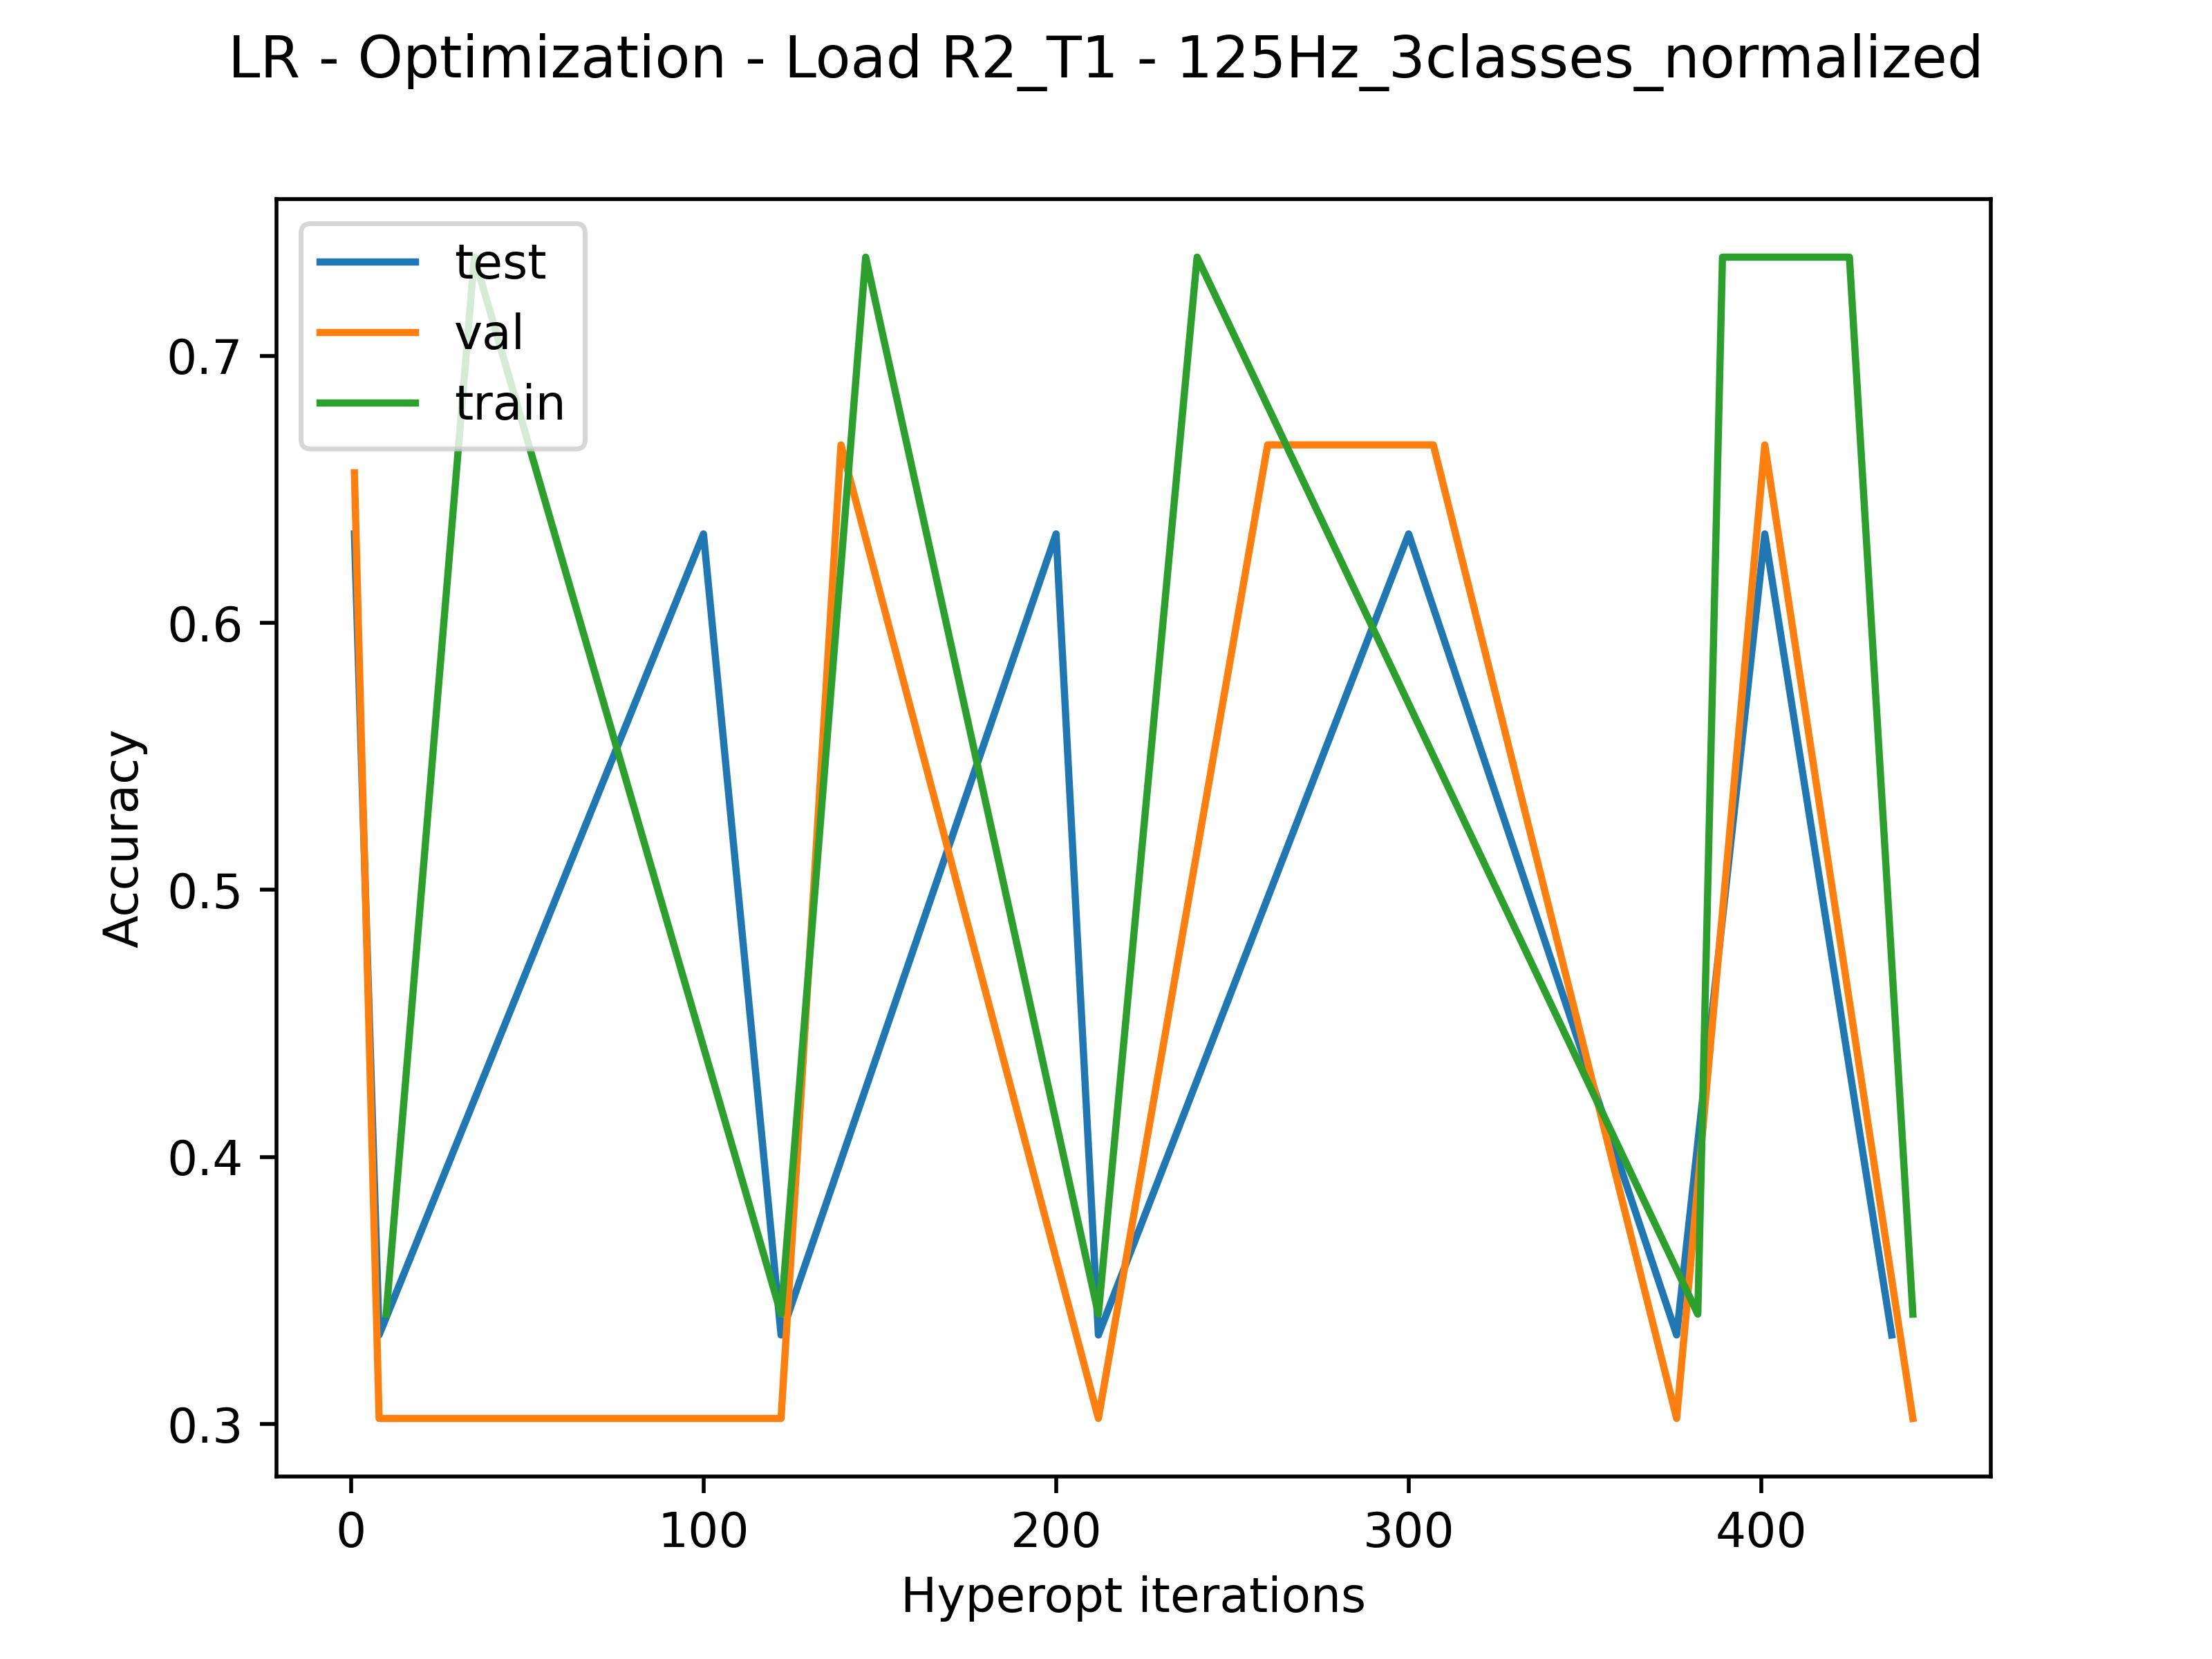 LR - Optimization - Load R2_T1 - 125Hz_3classes_normalized
test
val
train
0.7
0.6
0.5
0.4
0.3
Accuracy
0 100 200 300 400
Hyperopt iterations